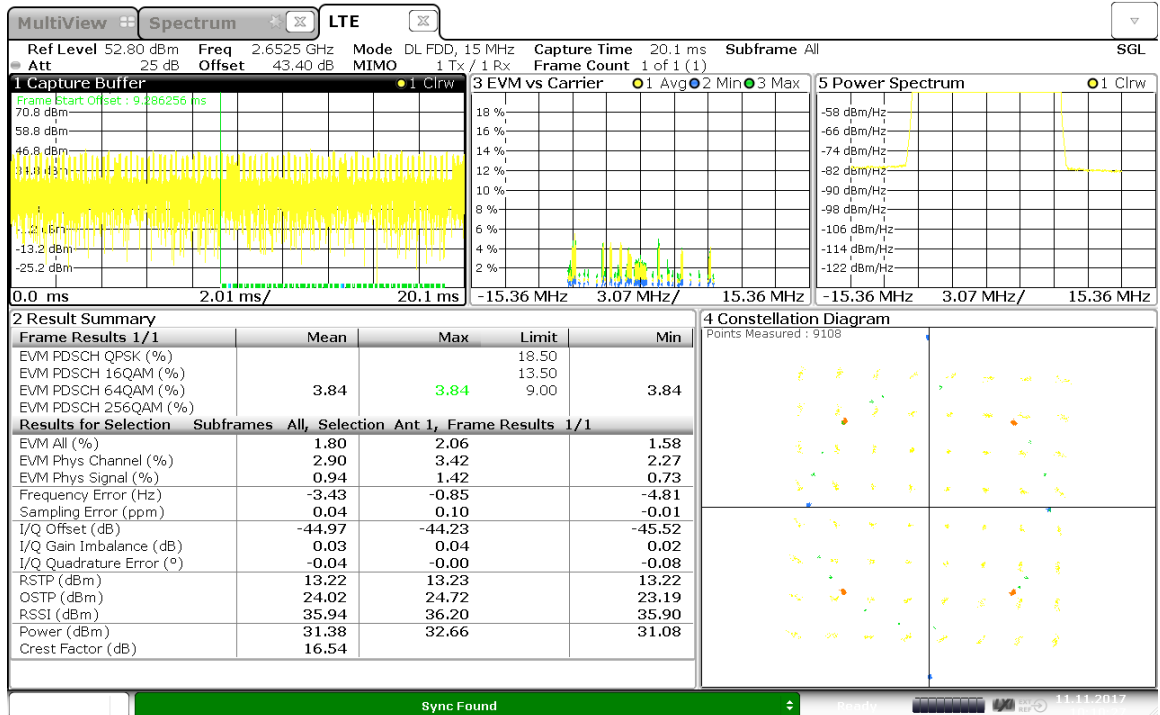 MultiView Spectrum LTE
Ref Level 52.80 dBm Freq 2.6525 GHz Mode DL FDD, 15 MHz Capture Time 20.1 ms Subframe All SGL
Att 25 dB Offset 43.40 dB MIMO 1 Tx / 1 Rx Frame Count 1 of 1 (1)
1 Capture Buffer 1 Clrw
Frame Start Offset : 9.286256 ms
70.8 dBm
58.8 dBm
46.8 dBm
34.8 dBm
-1.2 dBm
-13.2 dBm
-25.2 dBm
0.0 ms 2.01 ms/ 20.1 ms
3 EVM vs Carrier 1 Avg 2 Min 3 Max
18 %
16 %
14 %
12 %
10 %
8 %
6 %
4 %
2 %
-15.36 MHz 3.07 MHz/ 15.36 MHz
5 Power Spectrum 1 Clrw
-58 dBm/Hz
-66 dBm/Hz
-74 dBm/Hz
-82 dBm/Hz
-90 dBm/Hz
-98 dBm/Hz
-106 dBm/Hz
-114 dBm/Hz
-122 dBm/Hz
-15.36 MHz 3.07 MHz/ 15.36 MHz
2 Result Summary
Frame Results 1/1 Mean Max Limit Min
EVM PDSCH QPSK (%) 18.50
EVM PDSCH 16QAM (%) 13.50
EVM PDSCH 64QAM (%) 3.84 3.84 9.00 3.84
EVM PDSCH 256QAM (%)
Results for Selection Subframes All, Selection Ant 1, Frame Results 1/1
EVM All (%) 1.80 2.06 1.58
EVM Phys Channel (%) 2.90 3.42 2.27
EVM Phys Signal (%) 0.94 1.42 0.73
Frequency Error (Hz) -3.43 -0.85 -4.81
Sampling Error (ppm) 0.04 0.10 -0.01
I/Q Offset (dB) -44.97 -44.23 -45.52
I/Q Gain Imbalance (dB) 0.03 0.04 0.02
I/Q Quadrature Error (º) -0.04 -0.00 -0.08
RSTP (dBm) 13.22 13.23 13.22
OSTP (dBm) 24.02 24.72 23.19
RSSI (dBm) 35.94 36.20 35.90
Power (dBm) 31.38 32.66 31.08
Crest Factor (dB) 16.54
4 Constellation Diagram
Points Measured : 9108
Sync Found
Ready
LXI
EXT
REF
11.11.2017